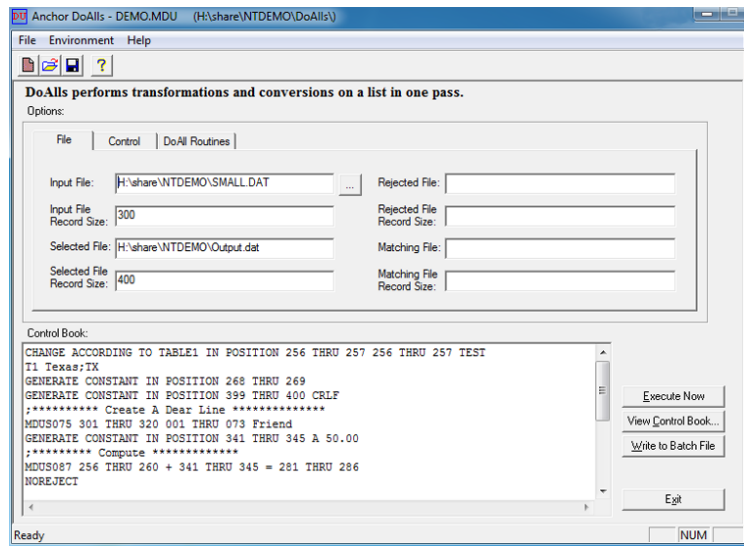 DU Anchor DoAlls - DEMO.MDU (H:\share\NTDEMO\DoAlls\)
File Environment Help
?
DoAlls performs transformations and conversions on a list in one pass.
Options:
File Control DoAll Routines
Input File: H:\share\NTDEMO\SMALL.DAT ... Rejected File:
Input File Record Size: 300 Rejected File Record Size:
Selected File: H:\share\NTDEMO\Output.dat Matching File:
Selected File Record Size: 400 Matching File Record Size:
Control Book:
CHANGE ACCORDING TO TABLE1 IN POSITION 256 THRU 257 256 THRU 257 TEST
T1 Texas;TX
GENERATE CONSTANT IN POSITION 268 THRU 269
GENERATE CONSTANT IN POSITION 399 THRU 400 CRLF
;********** Create A Dear Line **************
MDUS075 301 THRU 320 001 THRU 073 Friend
GENERATE CONSTANT IN POSITION 341 THRU 345 A 50.00
;********* Compute *************
MDUS087 256 THRU 260 + 341 THRU 345 = 281 THRU 286
NOREJECT
Execute Now
View Control Book...
Write to Batch File
Exit
Ready NUM